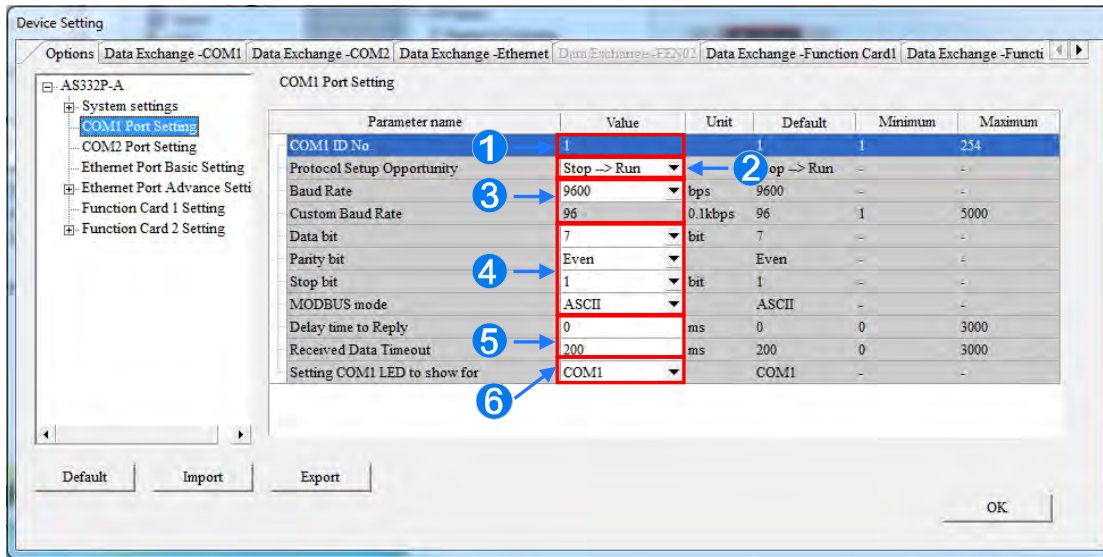 Device Setting
Options Data Exchange -COM1 Data Exchange -COM2 Data Exchange -Ethernet Data Exchange-FEN02 Data Exchange -Function Card1 Data Exchange -Functi
AS332P-A
System settings
COM1 Port Setting
COM2 Port Setting
Ethernet Port Basic Setting
Ethernet Port Advance Setti
Function Card 1 Setting
Function Card 2 Setting
COM1 Port Setting
Parameter name Value Unit Default Minimum Maximum
COM1 ID No. 1 1 1 1 254
Protocol Setup Opportunity Stop --> Run 2 op --> Run - -
Baud Rate 3 9600 bps 9600 - -
Custom Baud Rate 96 0.1kbps 96 1 5000
Data bit 7 bit 7 - -
Parity bit 4 Even Even - -
Stop bit 1 bit 1 - -
MODBUS mode ASCII ASCII - -
Delay time to Reply 0 ms 0 0 3000
Received Data Timeout 5 200 ms 200 0 3000
Setting COM1 LED to show for COM1 COM1 - -
6
Default Import Export
OK